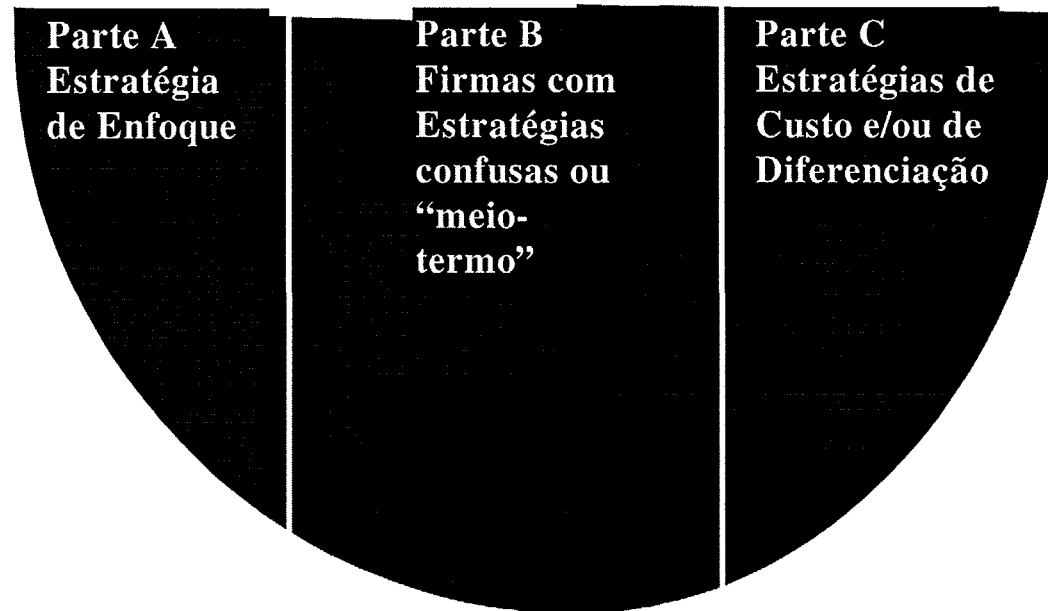 Parte A
Estratégia
de Enfoque
Parte B
Firmas com
Estratégias
confusas ou
“meio-
termo”
Parte C
Estratégias de
Custo e/ou de
Diferenciação